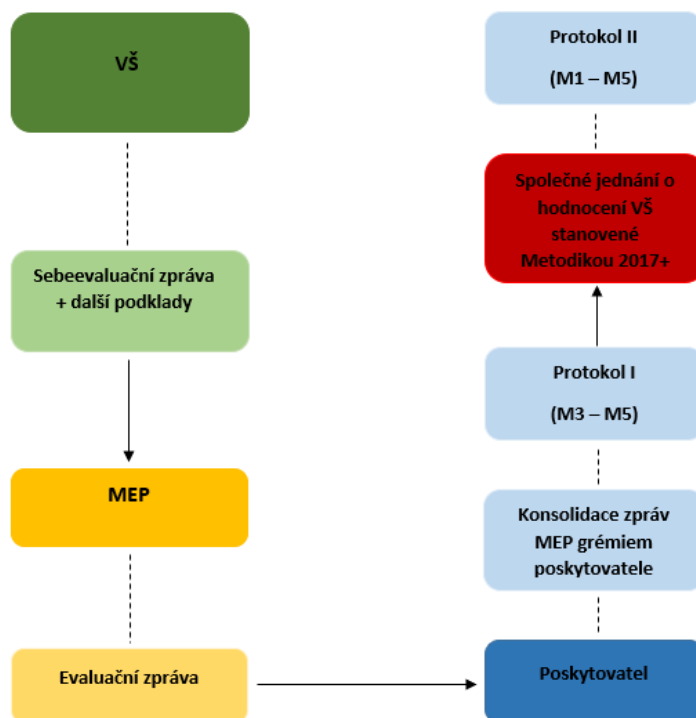 VŠ
Sebeevaluační zpráva
+ další podklady
MEP
Evaluační zpráva
Protokol II
(M1 – M5)
Společné jednání o
hodnocení VŠ
stanovené
Metodikou 2017+
Protokol I
(M3 – M5)
Konsolidace zpráv
MEP grémiem
poskytovatele
Poskytovatel